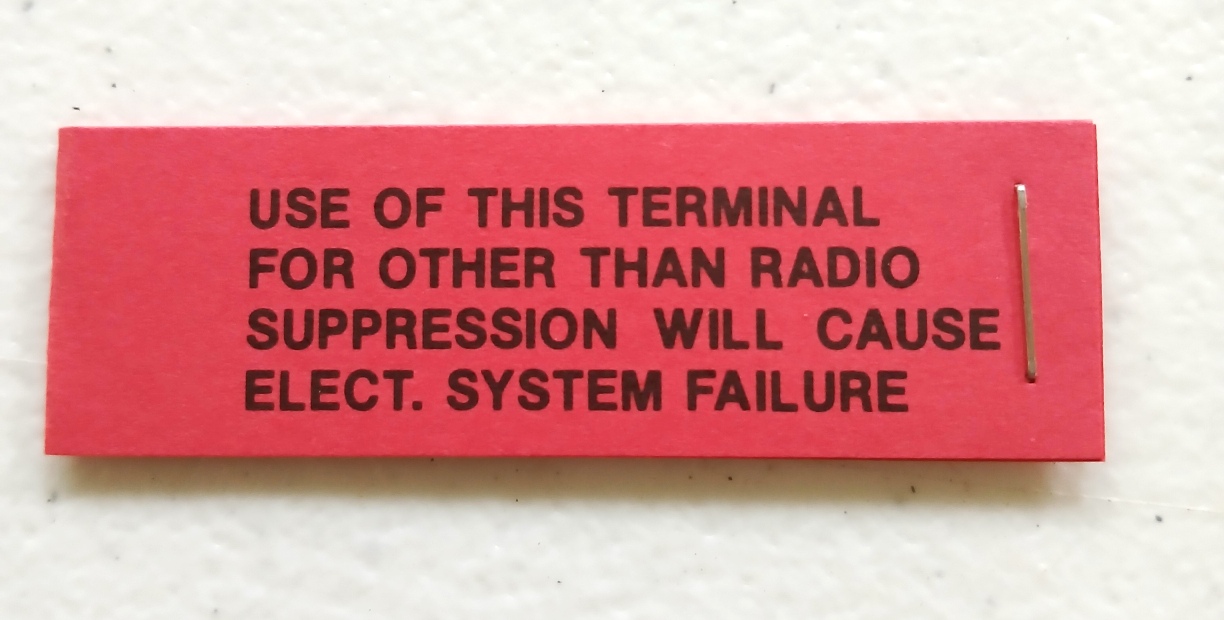 USE OF THIS TERMINAL
FOR OTHER THAN RADIO
SUPPRESSION WILL CAUSE
ELECT. SYSTEM FAILURE